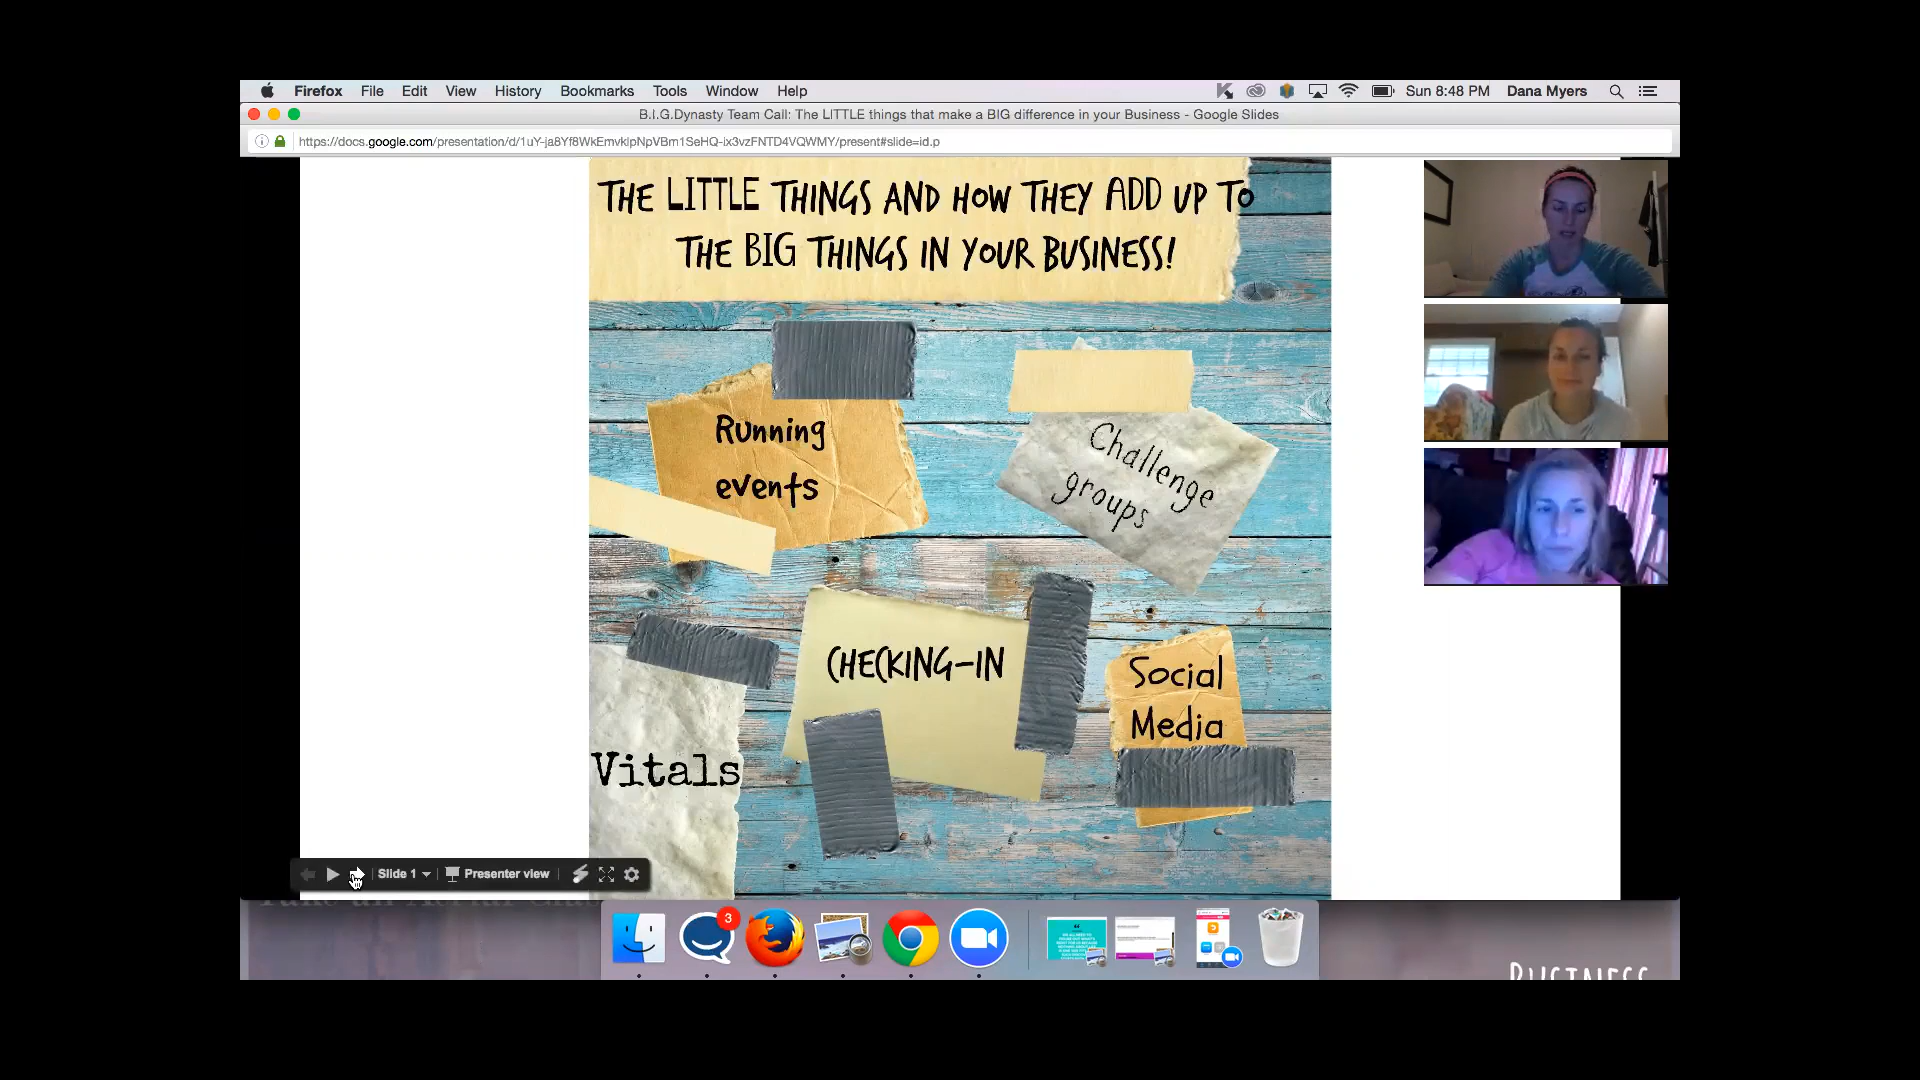 Firefox File Edit View History Bookmarks Tools Window Help Sun 8:48 PM Dana Myers
B.I.G.Dynasty Team Call: The LITTLE things that make a BIG difference in your Business - Google Slides
https://docs.google.com/presentation/d/1uY-ja8Yf8WkEmvklpNpVBm1SeHQ-ix3vzFNTD4VQWMY/present#slide=id.p
THE LITTLE THINGS AND HOW THEY ADD UP TO
THE BIG THINGS IN YOUR BUSINESS!
Running
events
Challenge
groups
CHECKING-IN
Social
Media
Vitals
Slide 1 Presenter view
3
BUSINESS